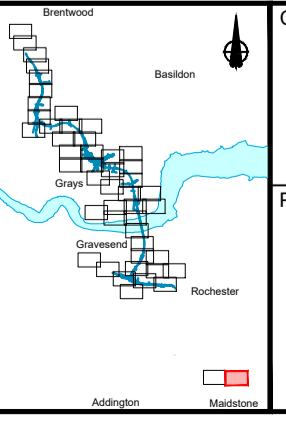 Brentwood
Basildon
Grays
Gravesend
Rochester
Addington
Maidstone